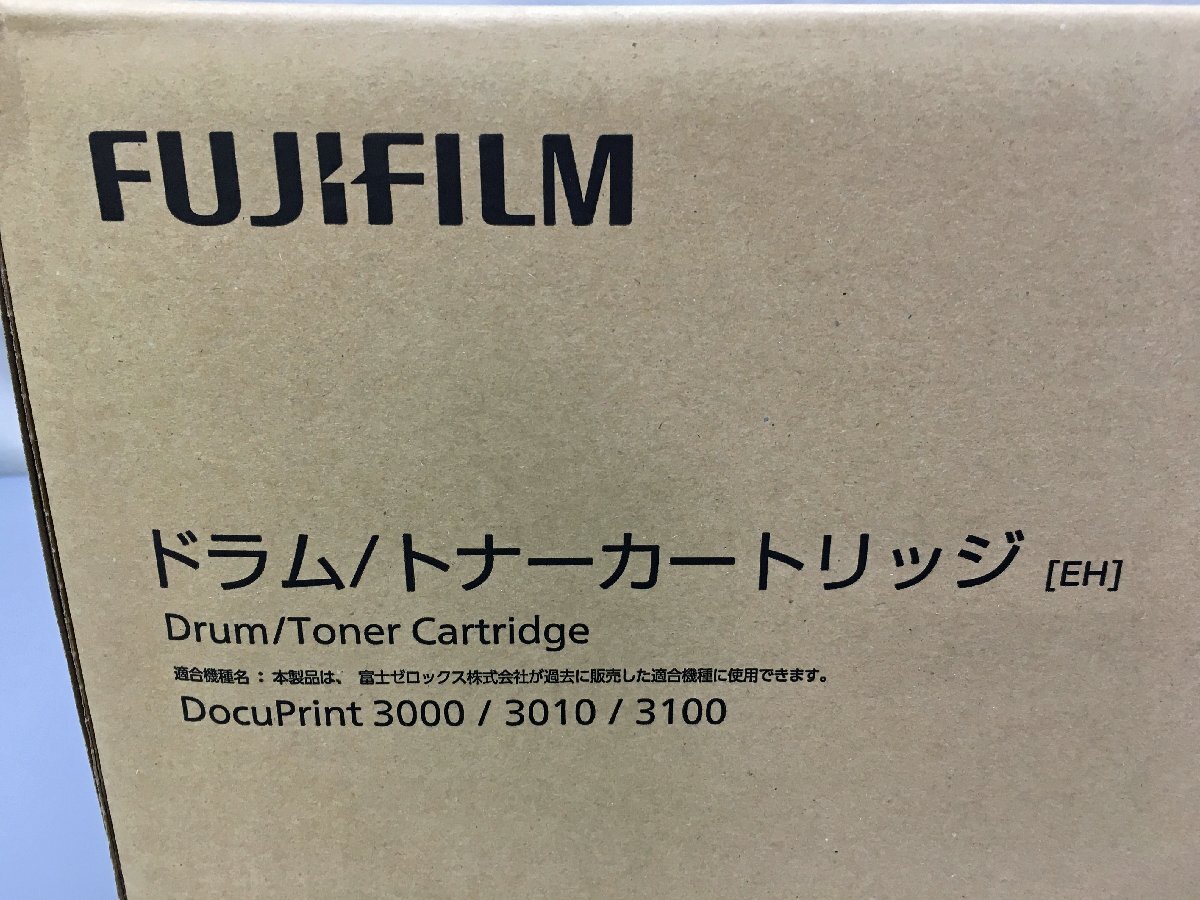 FUJIFILM
ドラム/トナーカートリッジ [EH]
Drum/Toner Cartridge
適合機種名：本製品は、 富士ゼロックス株式会社が過去に販売した適合機種に使用できます。
DocuPrint 3000 / 3010 / 3100